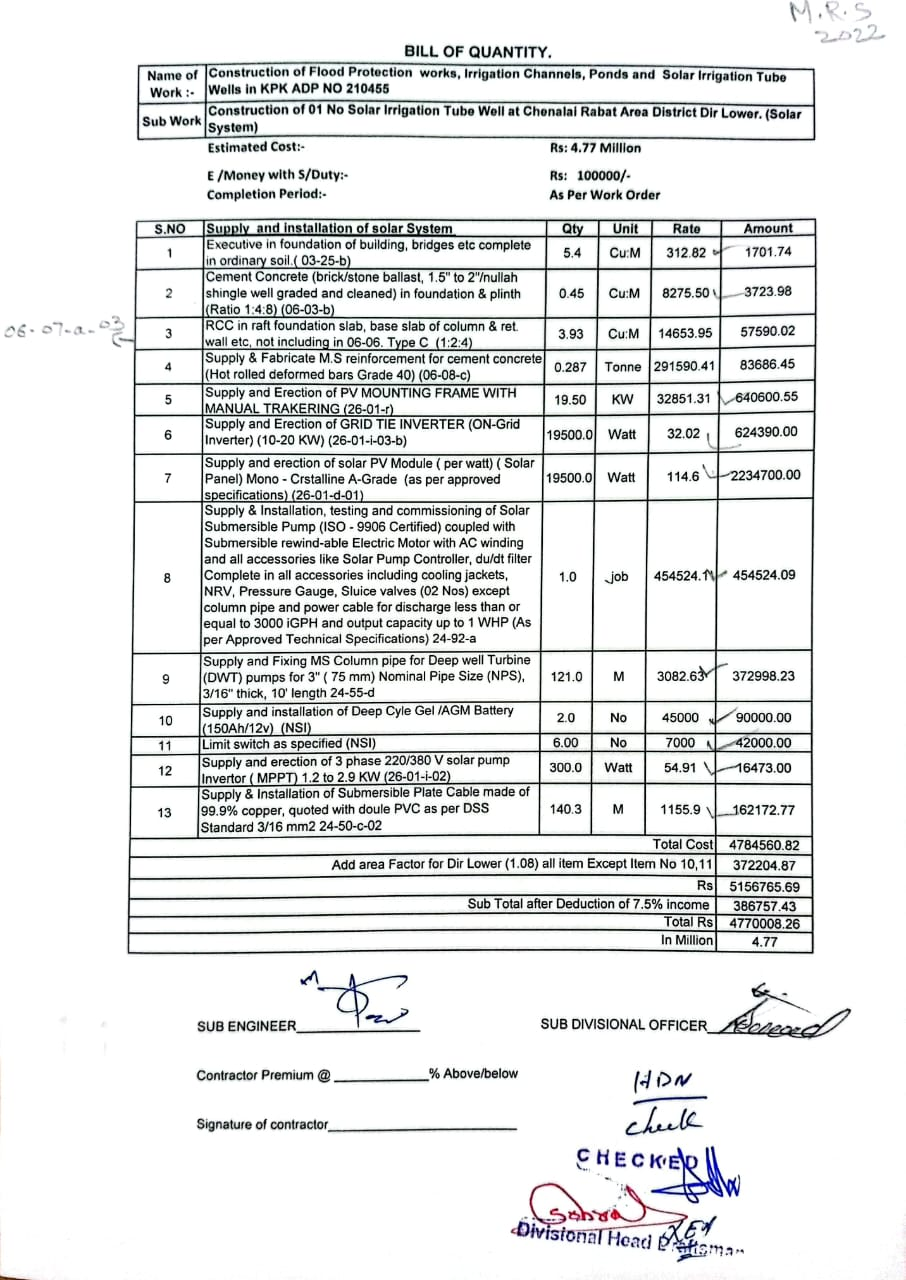 M.R.S
2022
BILL OF QUANTITY.
Name of Work :- Construction of Flood Protection works, Irrigation Channels, Ponds and Solar Irrigation Tube
Wells in KPK ADP NO 210455
Sub Work Construction of 01 No Solar Irrigation Tube Well at Chenalai Rabat Area District Dir Lower. (Solar
System)
Estimated Cost:- Rs: 4.77 Million
E /Money with S/Duty:- Rs: 100000/-
Completion Period:- As Per Work Order
S.NO Supply and installation of solar System Qty Unit Rate Amount
1 Executive in foundation of building, bridges etc complete
in ordinary soil.( 03-25-b) 5.4 Cu:M 312.82 1701.74
2 Cement Concrete (brick/stone ballast, 1.5" to 2"/nullah
shingle well graded and cleaned) in foundation & plinth
(Ratio 1:4:8) (06-03-b) 0.45 Cu:M 8275.50 3723.98
06-07-a-03
3 RCC in raft foundation slab, base slab of column & ret.
wall etc, not including in 06-06. Type C (1:2:4) 3.93 Cu:M 14653.95 57590.02
4 Supply & Fabricate M.S reinforcement for cement concrete
(Hot rolled deformed bars Grade 40) (06-08-c) 0.287 Tonne 291590.41 83686.45
5 Supply and Erection of PV MOUNTING FRAME WITH
MANUAL TRAKERING (26-01-r) 19.50 KW 32851.31 640600.55
6 Supply and Erection of GRID TIE INVERTER (ON-Grid
Inverter) (10-20 KW) (26-01-i-03-b) 19500.0 Watt 32.02 624390.00
7 Supply and erection of solar PV Module ( per watt) ( Solar
Panel) Mono - Crstalline A-Grade (as per approved
specifications) (26-01-d-01) 19500.0 Watt 114.6 2234700.00
8 Supply & Installation, testing and commissioning of Solar
Submersible Pump (ISO - 9906 Certified) coupled with
Submersible rewind-able Electric Motor with AC winding
and all accessories like Solar Pump Controller, du/dt filter
Complete in all accessories including cooling jackets,
NRV, Pressure Gauge, Sluice valves (02 Nos) except
column pipe and power cable for discharge less than or
equal to 3000 iGPH and output capacity up to 1 WHP (As
per Approved Technical Specifications) 24-92-a 1.0 job 454524.1 454524.09
9 Supply and Fixing MS Column pipe for Deep well Turbine
(DWT) pumps for 3" ( 75 mm) Nominal Pipe Size (NPS),
3/16" thick, 10' length 24-55-d 121.0 M 3082.63 372998.23
10 Supply and installation of Deep Cyle Gel /AGM Battery
(150Ah/12v) (NSI) 2.0 No 45000 90000.00
11 Limit switch as specified (NSI) 6.00 No 7000 42000.00
12 Supply and erection of 3 phase 220/380 V solar pump
Invertor ( MPPT) 1.2 to 2.9 KW (26-01-i-02) 300.0 Watt 54.91 16473.00
13 Supply & Installation of Submersible Plate Cable made of
99.9% copper, quoted with doule PVC as per DSS
Standard 3/16 mm2 24-50-c-02 140.3 M 1155.9 162172.77
Total Cost 4784560.82
Add area Factor for Dir Lower (1.08) all item Except Item No 10,11 372204.87
Rs 5156765.69
Sub Total after Deduction of 7.5% income 386757.43
Total Rs 4770008.26
In Million 4.77
SUB ENGINEER
SUB DIVISIONAL OFFICER
Contractor Premium @ % Above/below
Signature of contractor
HDN
Check
CHECKED
XEN
Divisional Head Draftsman